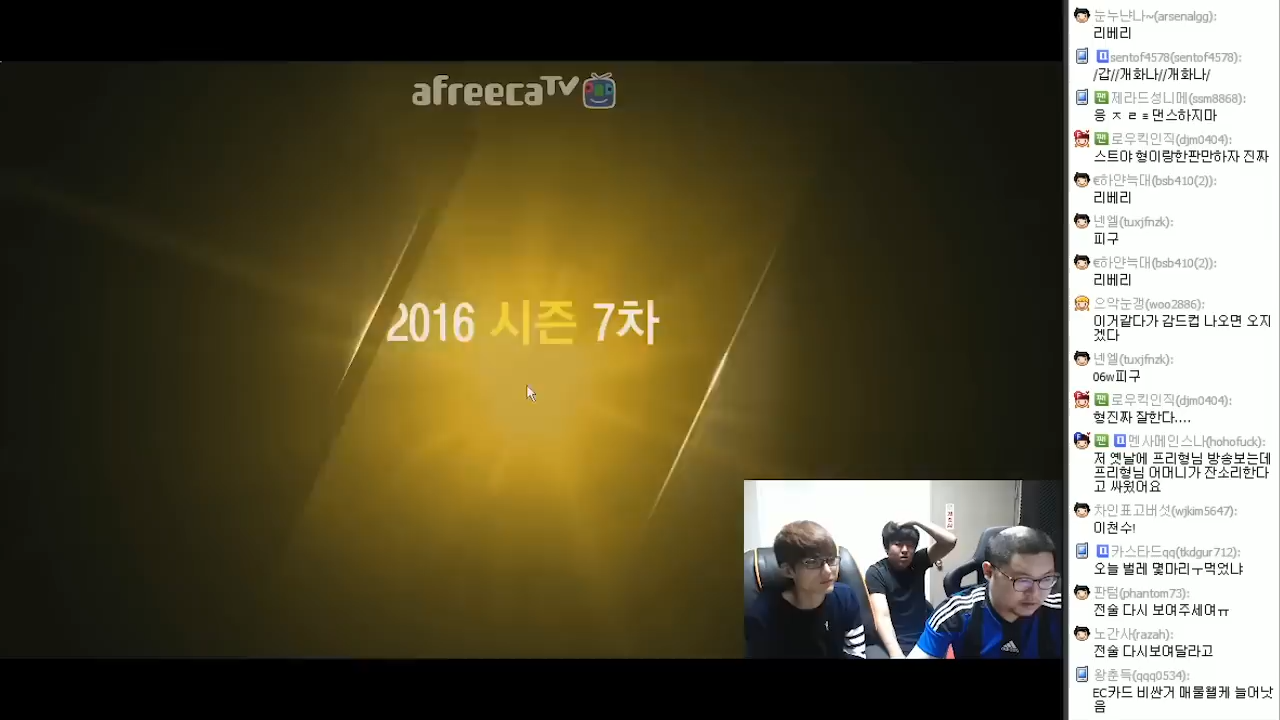 afreecaTV
2016 시즌 7차
눈누난나~(arsenalgg):
리베리
sentof4578(sentof4578):
/갑//개화나//개화나/
팬 제라드성니메(ssm8868):
응 ㅈ ㄹ ㅌ댄스하지마
팬 로우킥인직(djm0404):
스트야 형이랑한판만하자 진짜
€하얀늑대(bsb410(2)):
리베리
넨엘(tuxjfnzk):
피구
€하얀늑대(bsb410(2)):
리베리
으악눈갱(woo2886):
이거같다가 감드컵 나오면 오지
겠다
넨엘(tuxjfnzk):
06w피구
팬 로우킥인직(djm0404):
형진짜 잘한다....
팬 멘사메인스나(hohofuck):
저 옛날에 프리형님 방송보는데
프리형님 어머니가 잔소리한다
고 싸웠어요
차인표고버섯(wjkim5647):
이천수!
카스타드qq(tkdgur712):
오늘 벌레 몇마리ㅜ먹었냐
판텀(phantom73):
전술 다시 보여주세여ㅠ
노간사(razah):
전술 다시보여달라고
왕춘득(qqq0534):
EC카드 비싼거 매물왤케 늘어낫
음